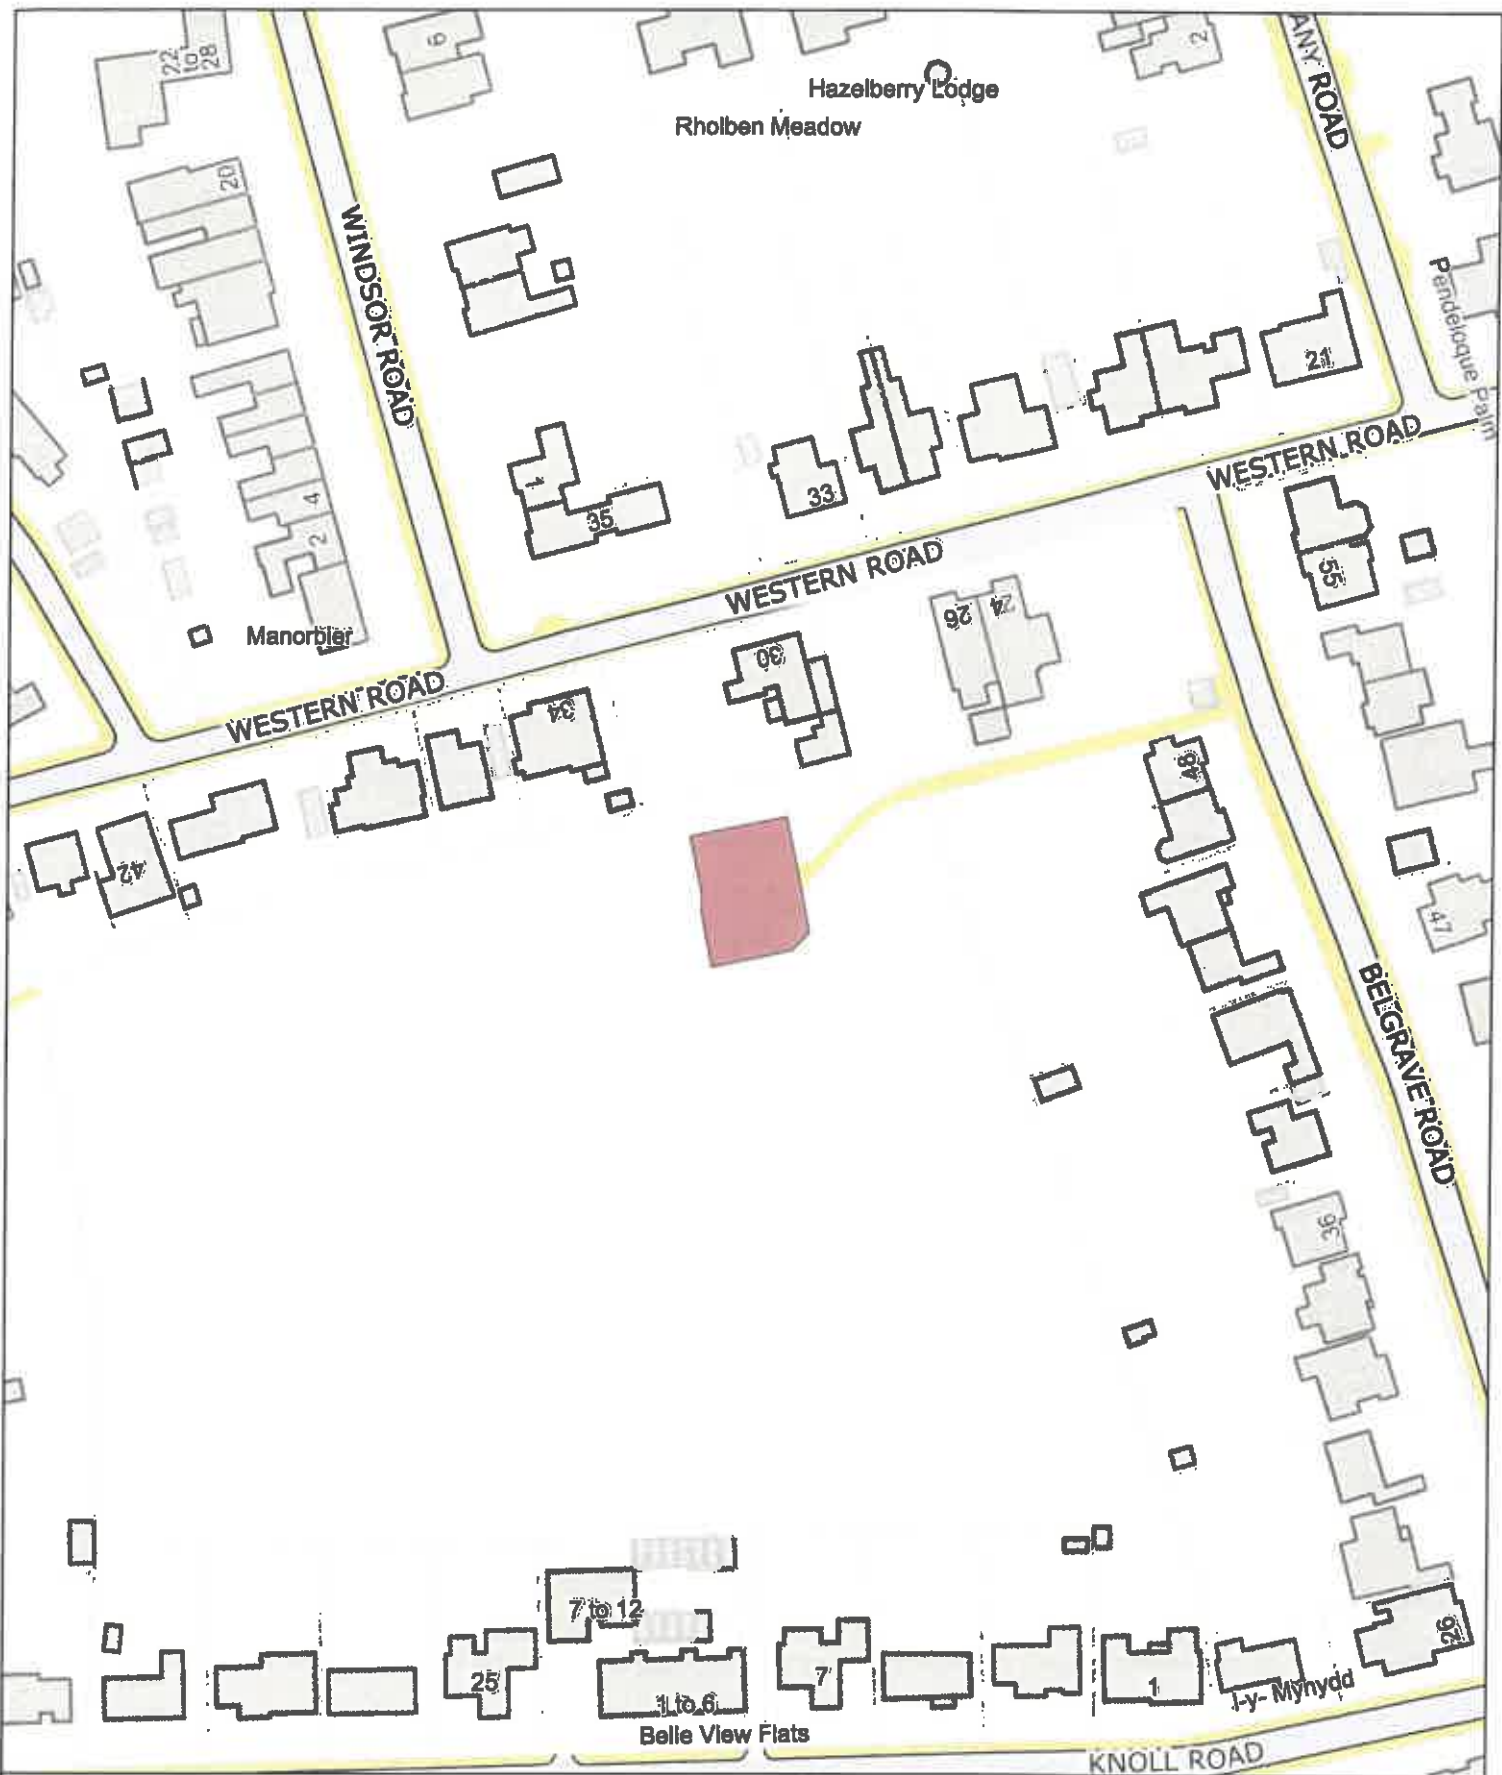 22
to
28
6
2
ANY ROAD
Hazelberry Lodge
Rholben Meadow
20
WINDSOR ROAD
Pendeloque Palm
21
4
1
33
WESTERN ROAD
35
2
55
WESTERN ROAD
26
24
Manorbier
30
WESTERN ROAD
34
48
42
47
BELGRAVE ROAD
36
7 to 12
26
25
7
1
1 to 6
l-y- Mynydd
Belle View Flats
KNOLL ROAD